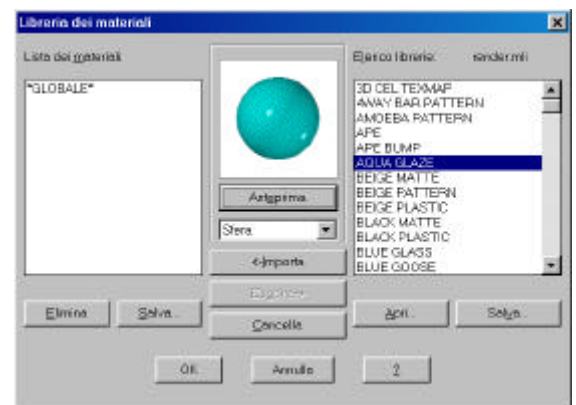 Libreria dei materiali
Lista dei materiali
*GLOBALE*
Anteprima
Sfera
<-Importa
Esporta->
Cancella
Elenco librerie: render.mli
3D CEL TEXMAP
4WAY BAR PATTERN
AMOEBA PATTERN
APE
APE BUMP
AQUA GLAZE
BEIGE MATTE
BEIGE PATTERN
BEIGE PLASTIC
BLACK MATTE
BLACK PLASTIC
BLUE GLASS
BLUE GOOSE
Elimina
Salva...
Apri...
Salva...
OK
Annulla
?